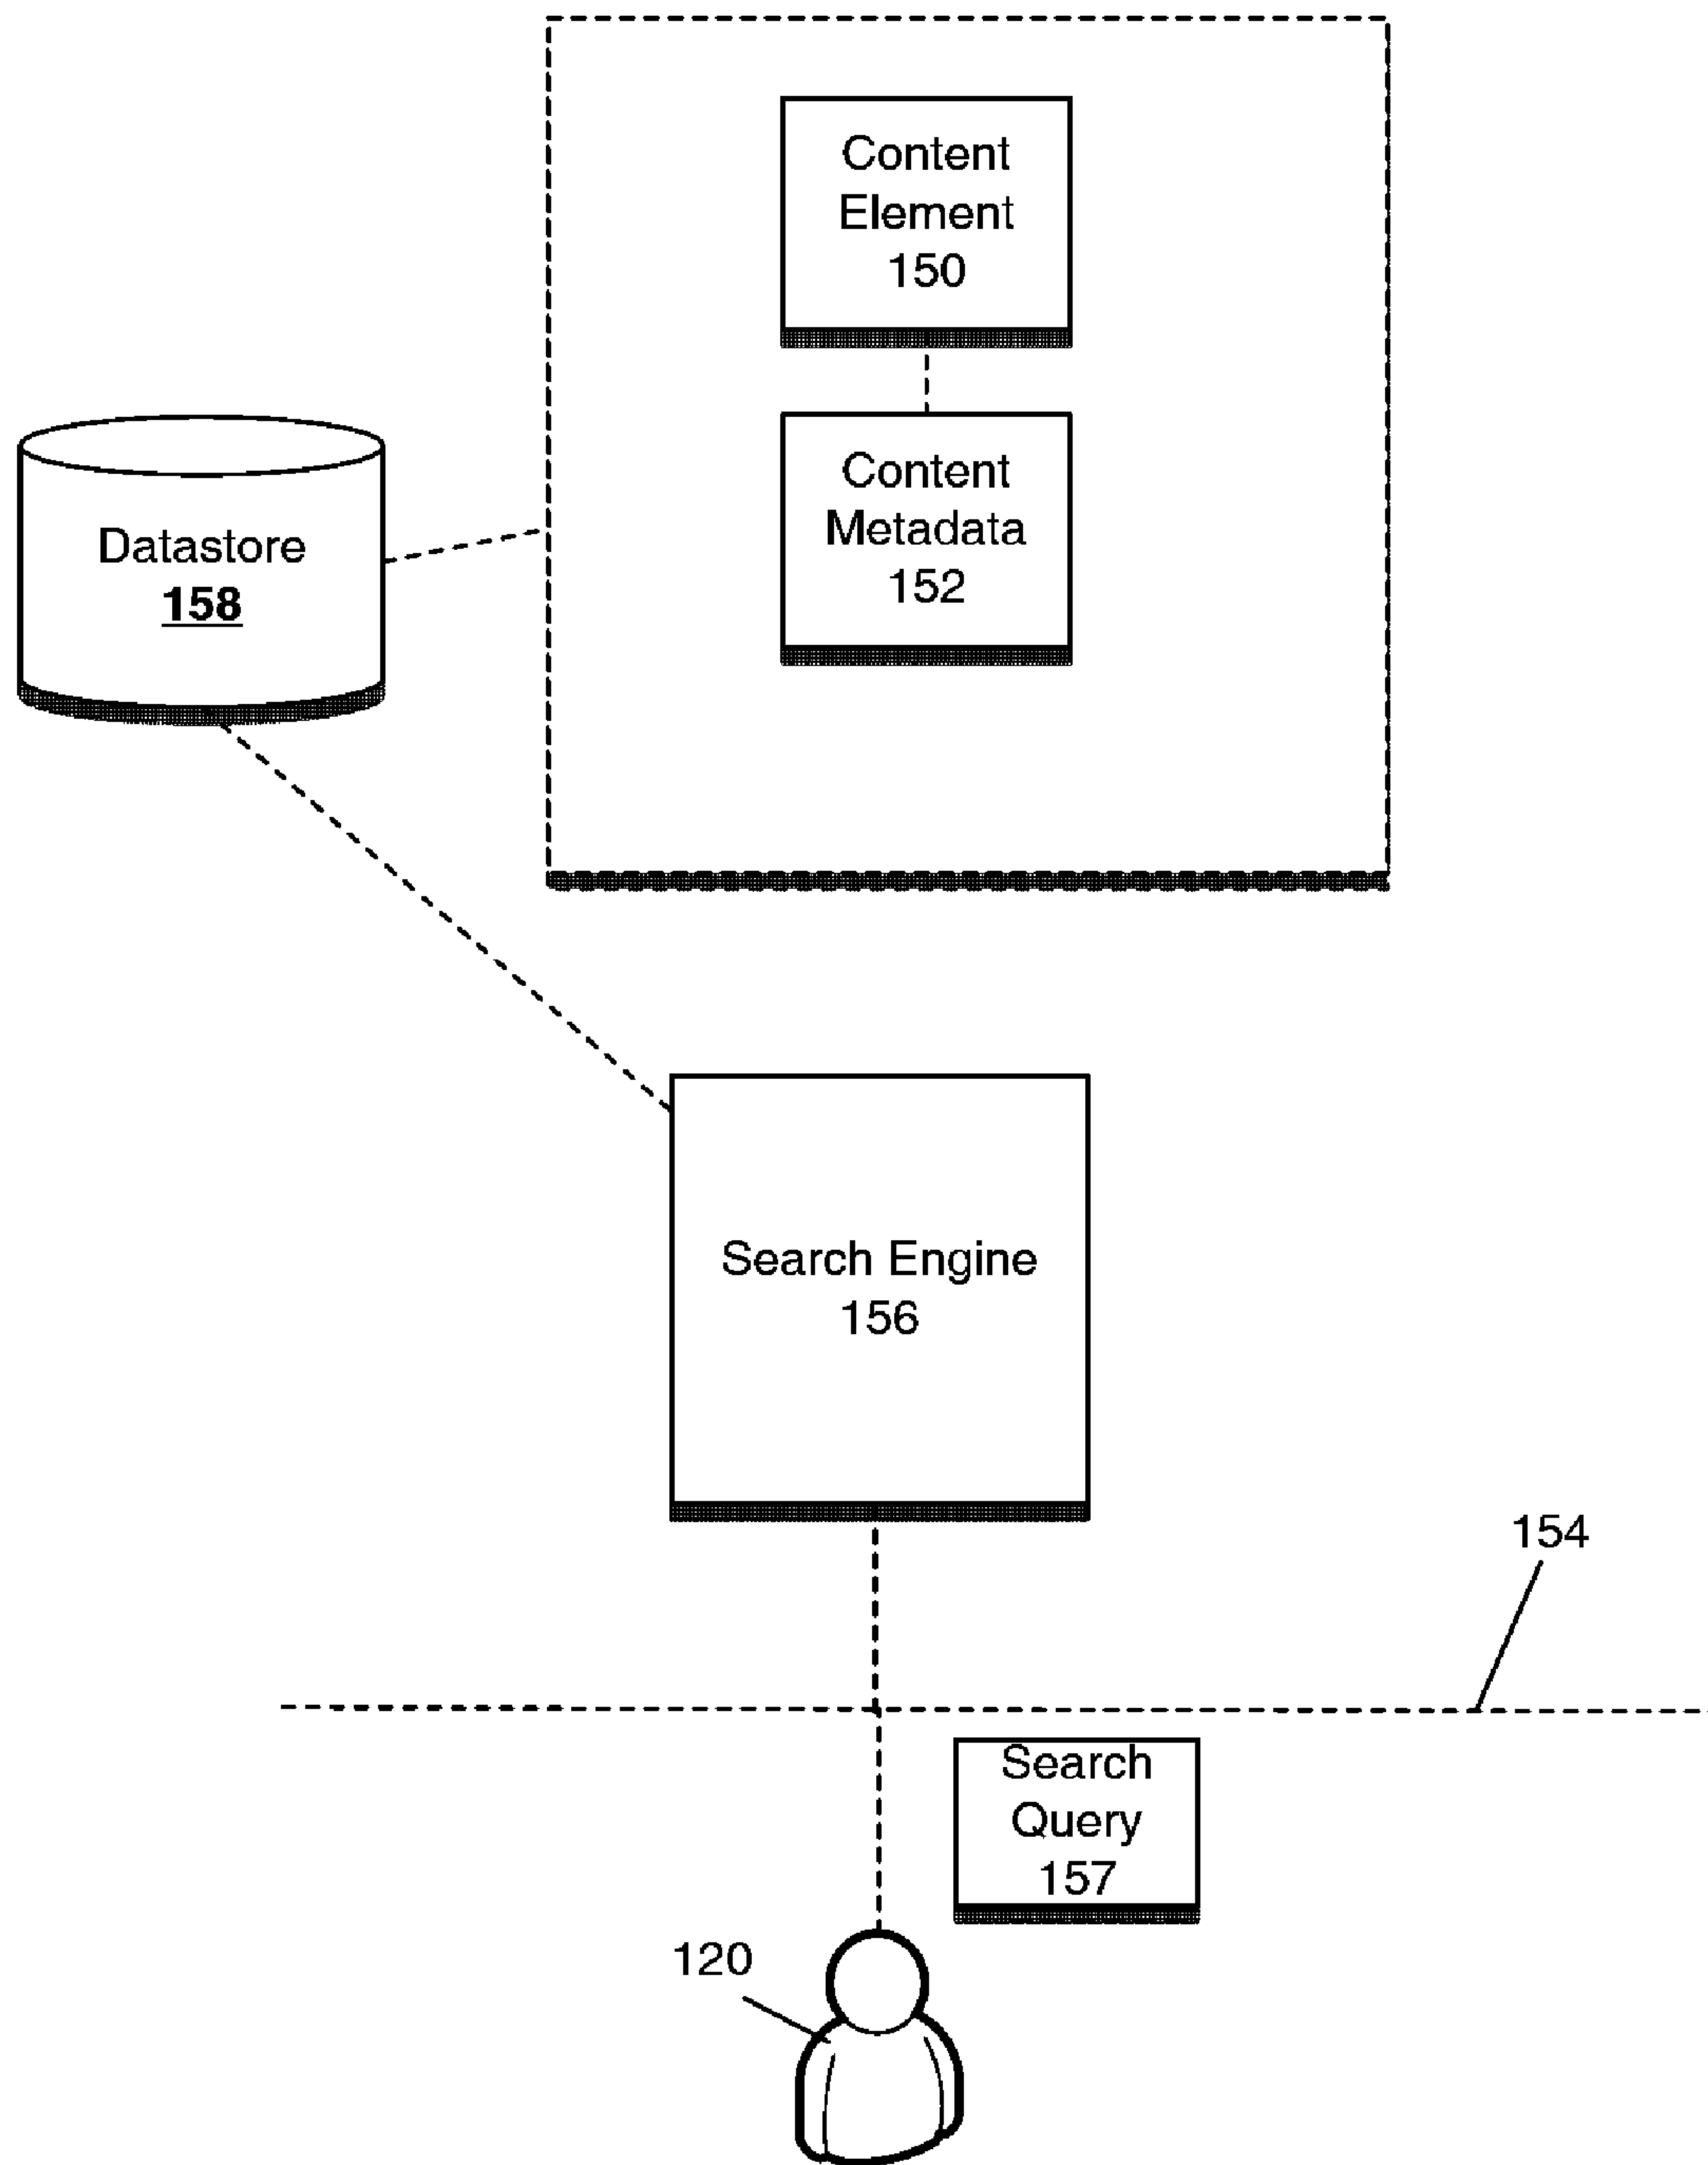 Content
Element
150
Content
Metadata
152
Datastore
158
Search Engine
156
154
Search
Query
157
120